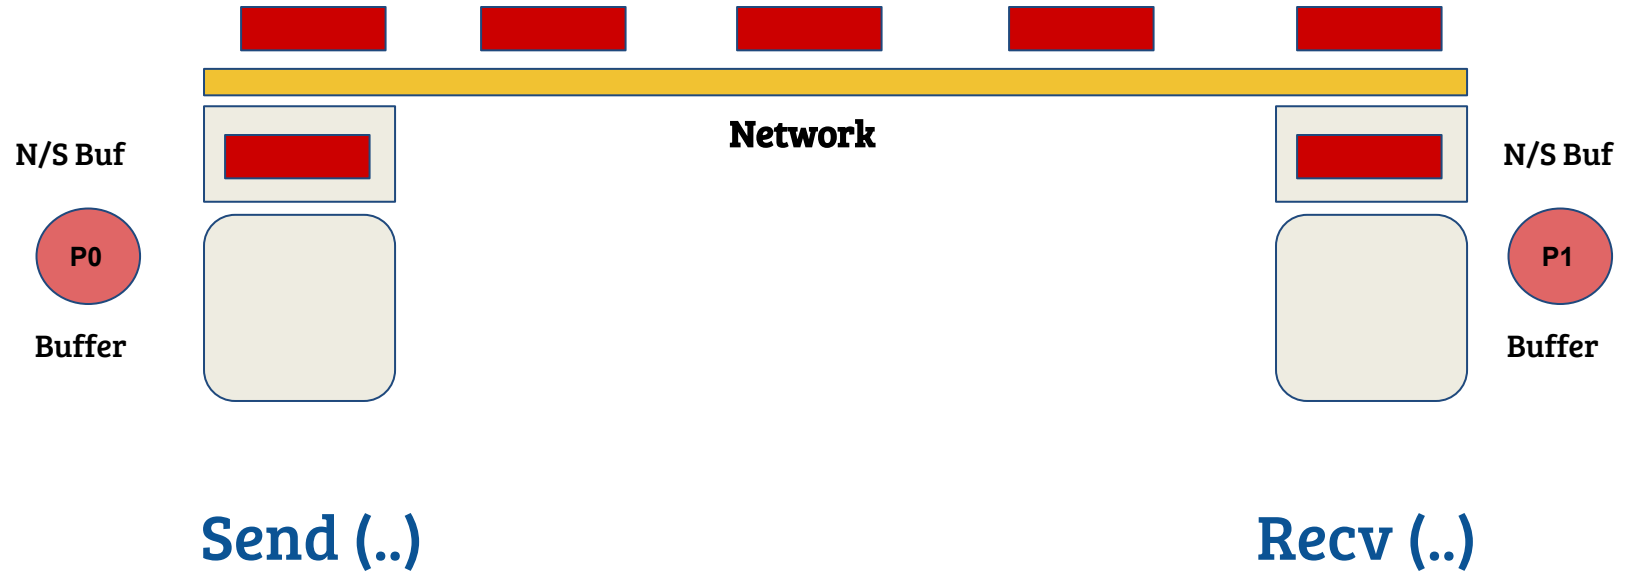 Network
N/S Buf
N/S Buf
P0
P1
Buffer
Buffer
Send (..)
Recv (..)